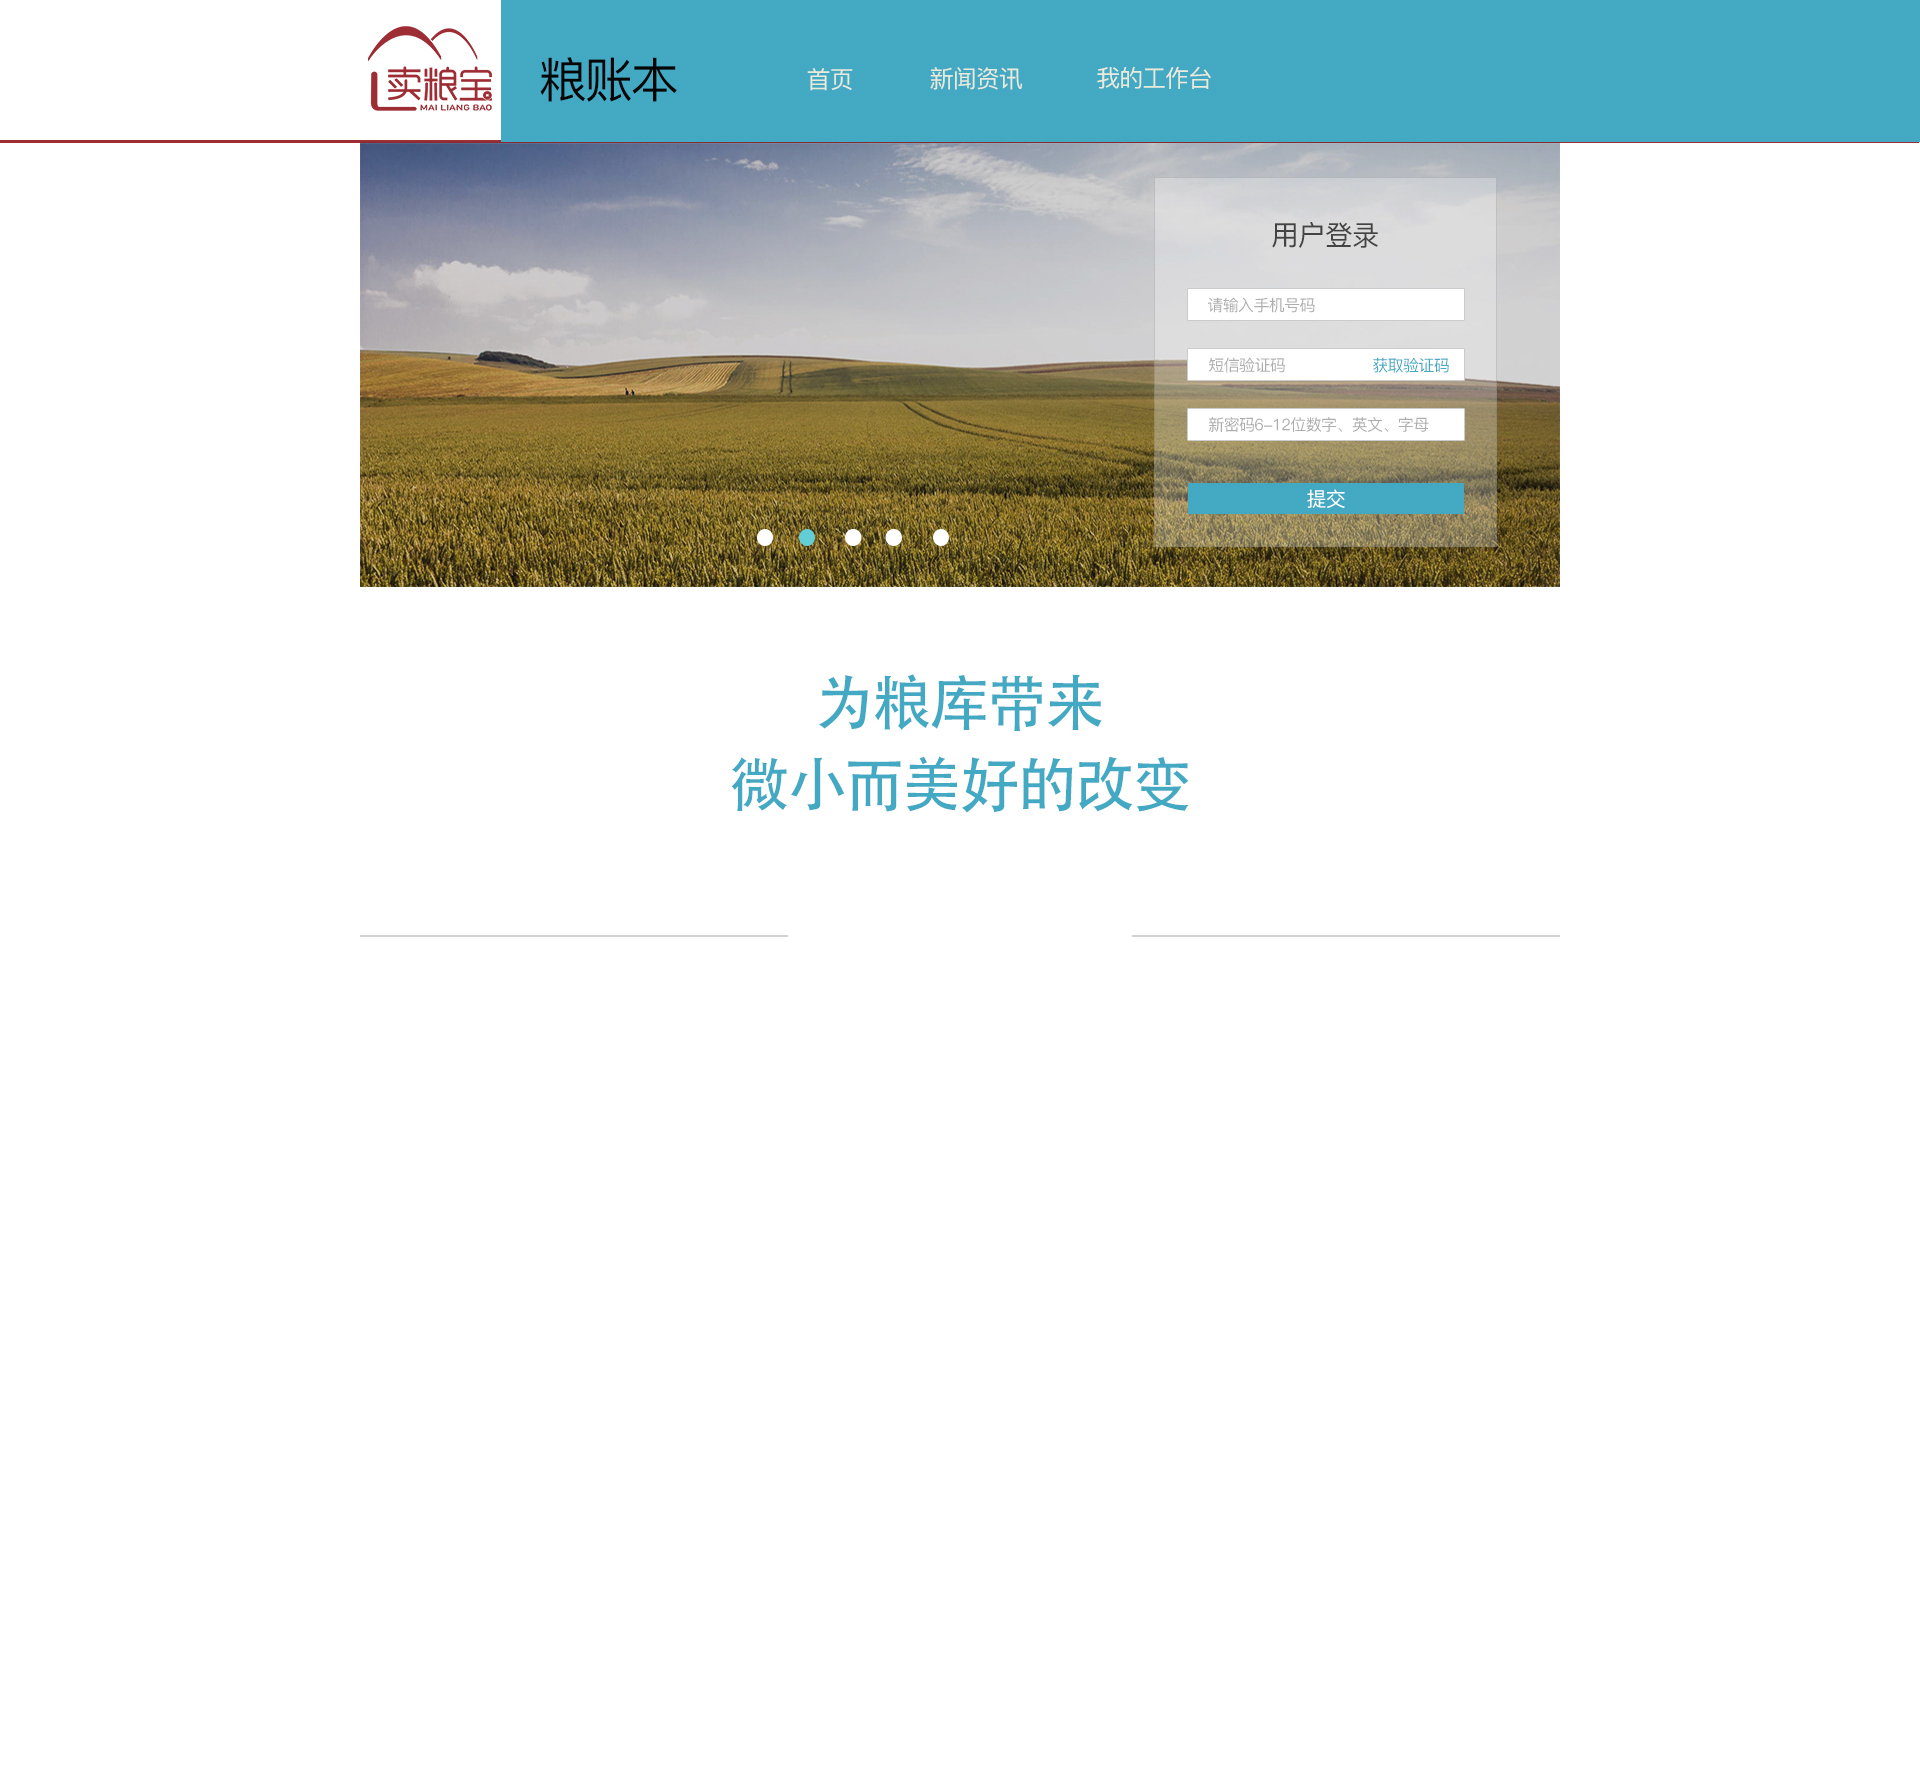 卖粮宝
MAI LIANG BAO
粮账本
首页
新闻资讯
我的工作台
用户登录
请输入手机号码
短信验证码 获取验证码
新密码6-12位数字、英文、字母
提交
为粮库带来
微小而美好的改变